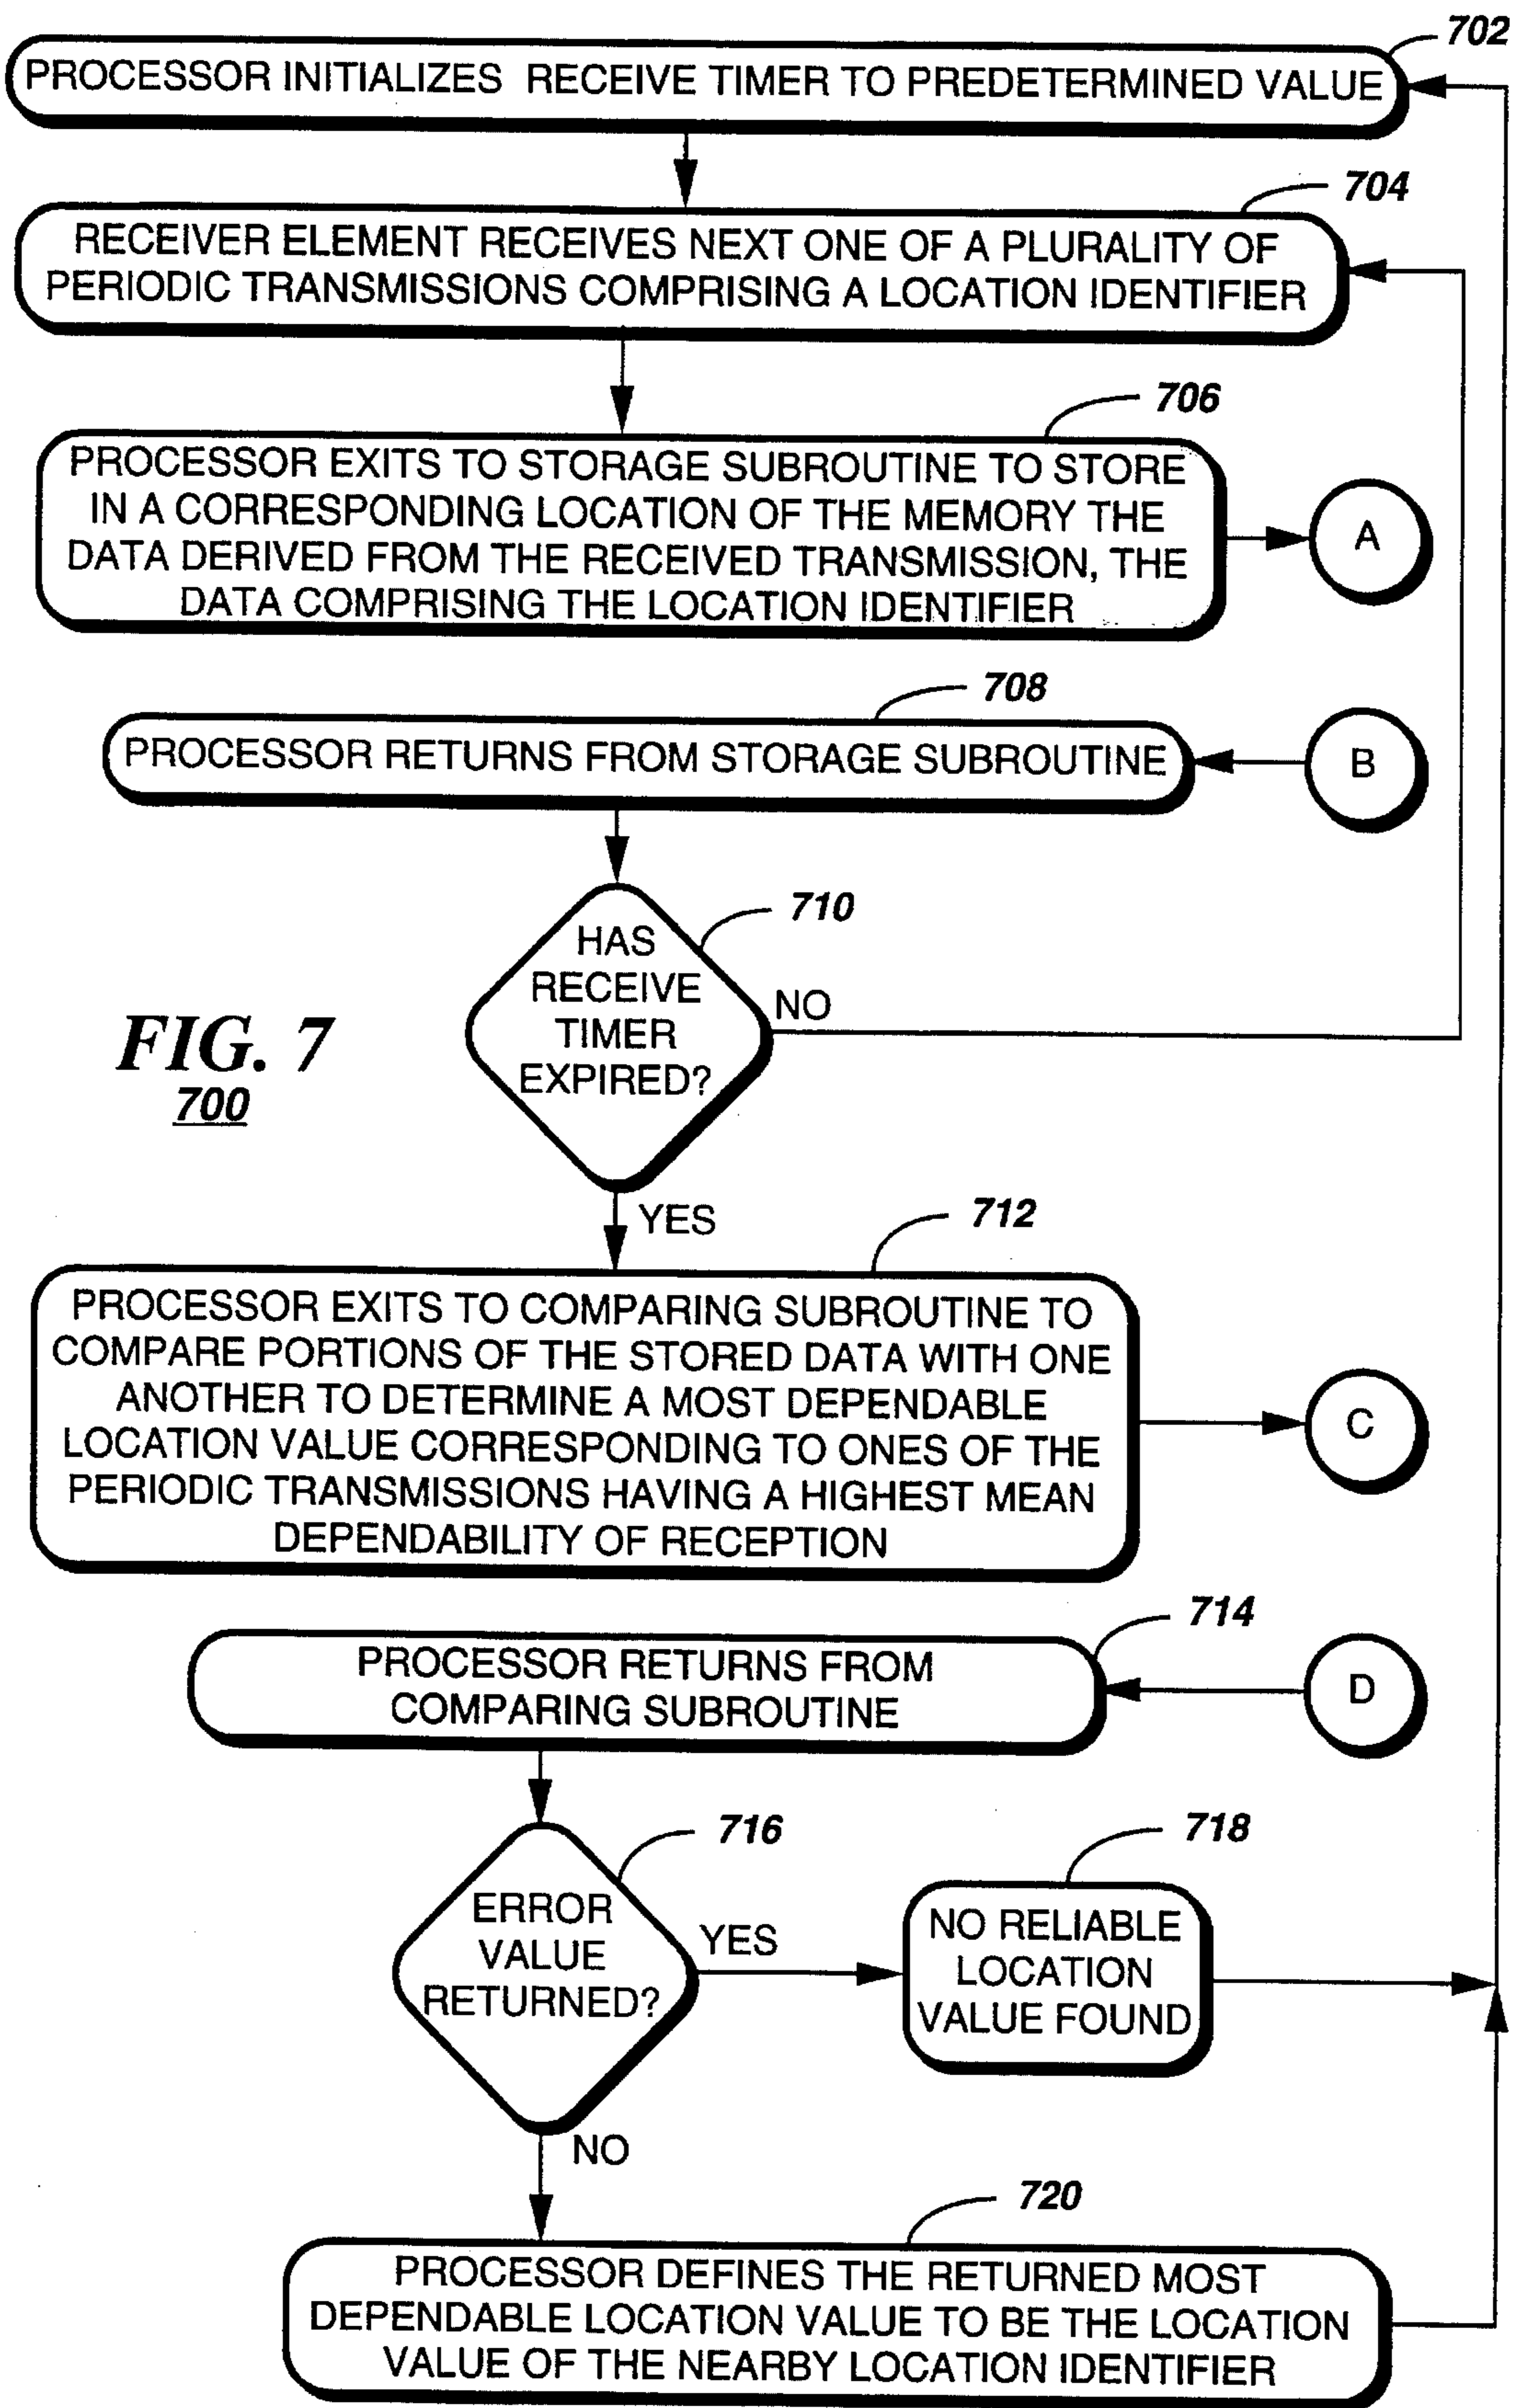 702
PROCESSOR INITIALIZES RECEIVE TIMER TO PREDETERMINED VALUE
704
RECEIVER ELEMENT RECEIVES NEXT ONE OF A PLURALITY OF
PERIODIC TRANSMISSIONS COMPRISING A LOCATION IDENTIFIER
706
PROCESSOR EXITS TO STORAGE SUBROUTINE TO STORE
IN A CORRESPONDING LOCATION OF THE MEMORY THE
DATA DERIVED FROM THE RECEIVED TRANSMISSION, THE
DATA COMPRISING THE LOCATION IDENTIFIER
A
708
PROCESSOR RETURNS FROM STORAGE SUBROUTINE
B
710
HAS
RECEIVE
TIMER
EXPIRED?
NO
FIG. 7
700
YES
712
PROCESSOR EXITS TO COMPARING SUBROUTINE TO
COMPARE PORTIONS OF THE STORED DATA WITH ONE
ANOTHER TO DETERMINE A MOST DEPENDABLE
LOCATION VALUE CORRESPONDING TO ONES OF THE
PERIODIC TRANSMISSIONS HAVING A HIGHEST MEAN
DEPENDABILITY OF RECEPTION
C
714
PROCESSOR RETURNS FROM
COMPARING SUBROUTINE
D
716
ERROR
VALUE
RETURNED?
YES
718
NO RELIABLE
LOCATION
VALUE FOUND
NO
720
PROCESSOR DEFINES THE RETURNED MOST
DEPENDABLE LOCATION VALUE TO BE THE LOCATION
VALUE OF THE NEARBY LOCATION IDENTIFIER